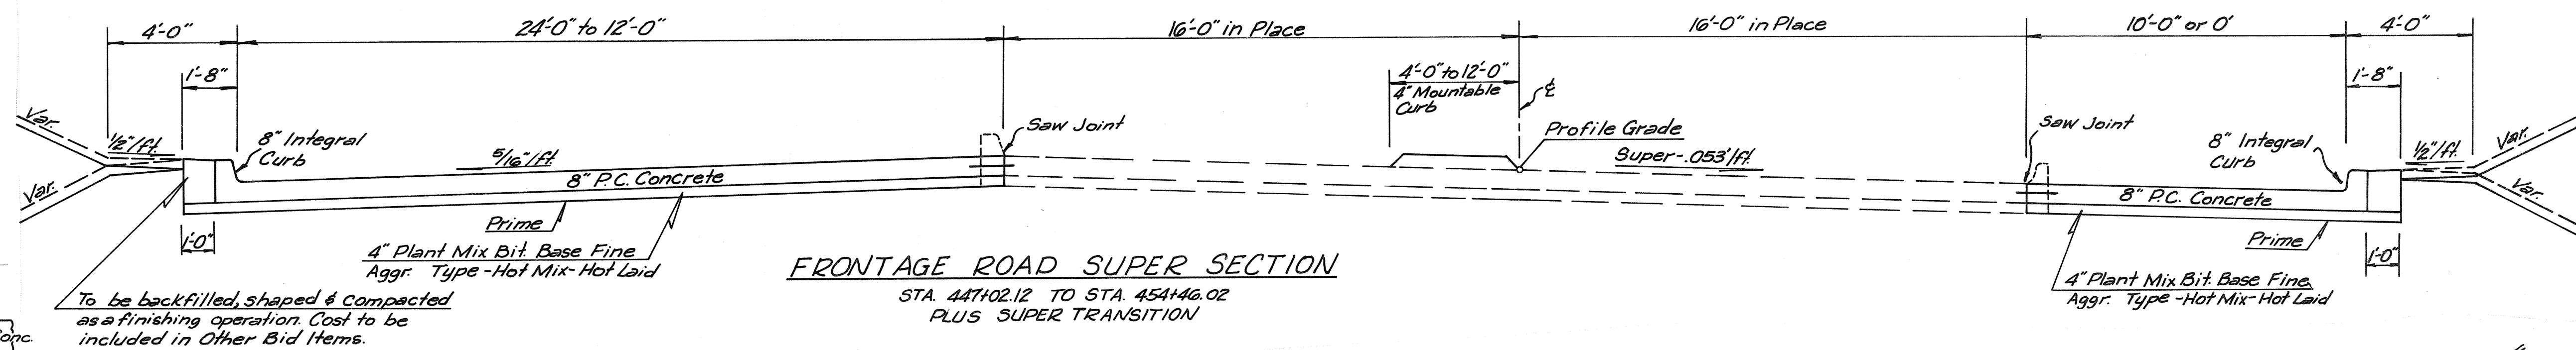 4'-0"
24'-0" to 12'-0"
16'-0" in Place
16'-0" in Place
10'-0" or 0'
4'-0"
1'-8"
4'-0" to 12'-0"
4" Mountable
Curb
℄
1'-8"
Var.
1/2"/ft.
8" Integral
Curb
5/16"/ft
Saw Joint
Profile Grade
Super-.053'/ft.
Saw Joint
8" Integral
Curb
1/2"/ft.
Var.
Var.
8" P.C. Concrete
8" P.C. Concrete
Var.
Prime
Prime
1'-0"
1'-0"
4" Plant Mix Bit. Base Fine
Aggr. Type-Hot Mix-Hot Laid
FRONTAGE ROAD SUPER SECTION
STA. 447+02.12 TO STA. 454+46.02
PLUS SUPER TRANSITION
4" Plant Mix Bit. Base Fine
Aggr. Type-Hot Mix-Hot Laid
To be backfilled, shaped & compacted
as a finishing operation. Cost to be
included in Other Bid Items.
onc.